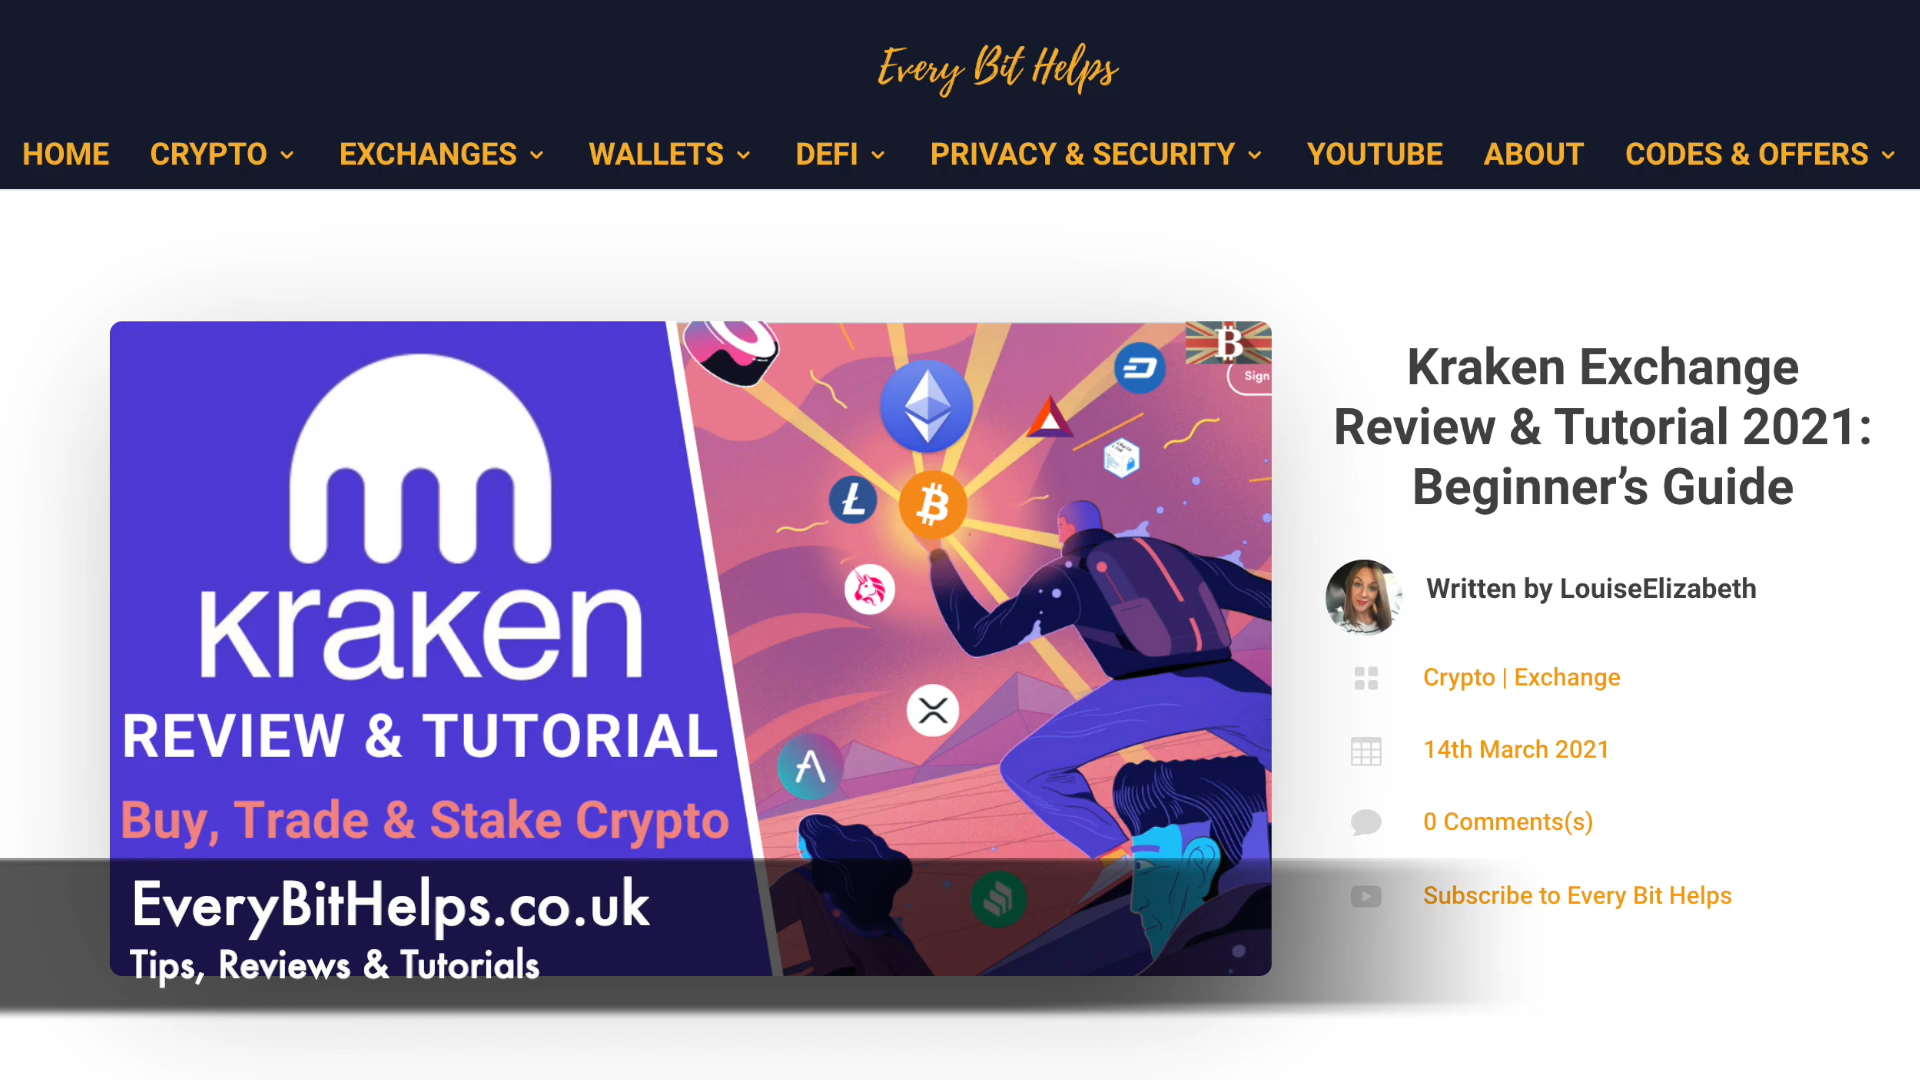 Every Bit Helps
HOME CRYPTO EXCHANGES WALLETS DEFI PRIVACY & SECURITY YOUTUBE ABOUT CODES & OFFERS
Sign
kraken
REVIEW & TUTORIAL
Buy, Trade & Stake Crypto
EveryBitHelps.co.uk
Tips, Reviews & Tutorials
Kraken Exchange
Review & Tutorial 2021:
Beginner’s Guide
Written by LouiseElizabeth
Crypto | Exchange
14th March 2021
0 Comments(s)
Subscribe to Every Bit Helps